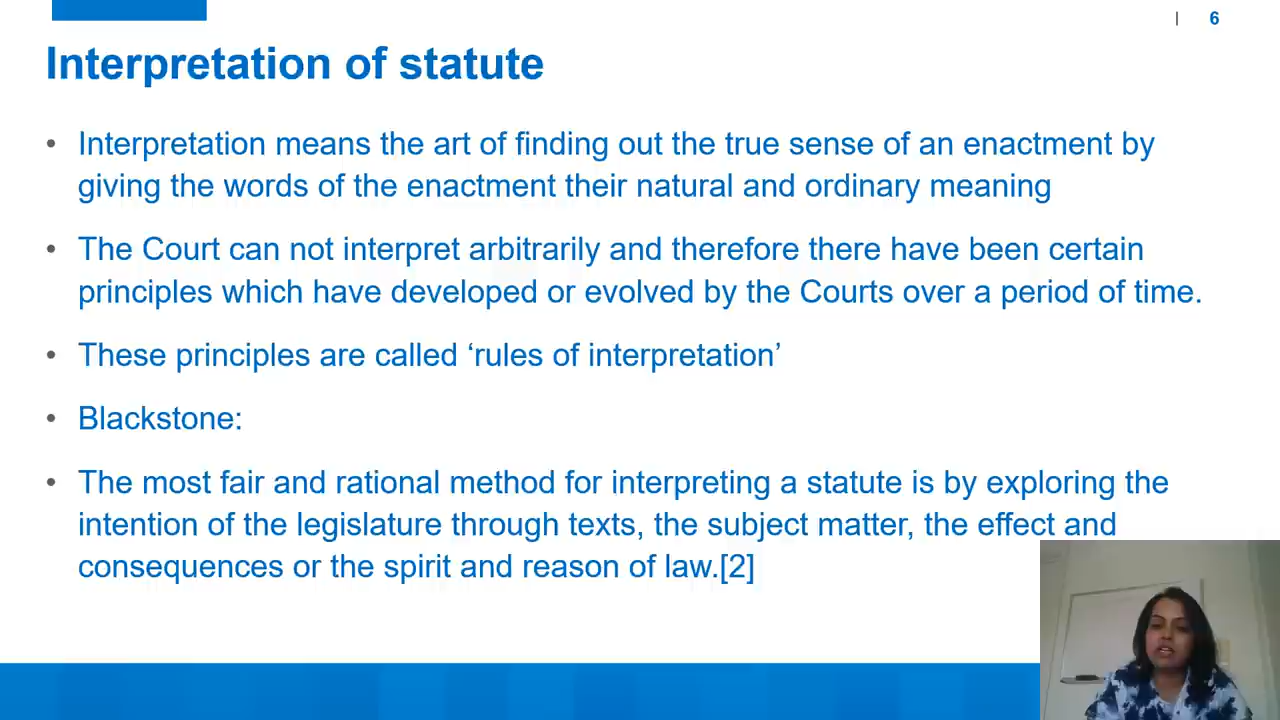 | 6
Interpretation of statute
• Interpretation means the art of finding out the true sense of an enactment by
giving the words of the enactment their natural and ordinary meaning
• The Court can not interpret arbitrarily and therefore there have been certain
principles which have developed or evolved by the Courts over a period of time.
• These principles are called ‘rules of interpretation’
• Blackstone:
• The most fair and rational method for interpreting a statute is by exploring the
intention of the legislature through texts, the subject matter, the effect and
consequences or the spirit and reason of law.[2]